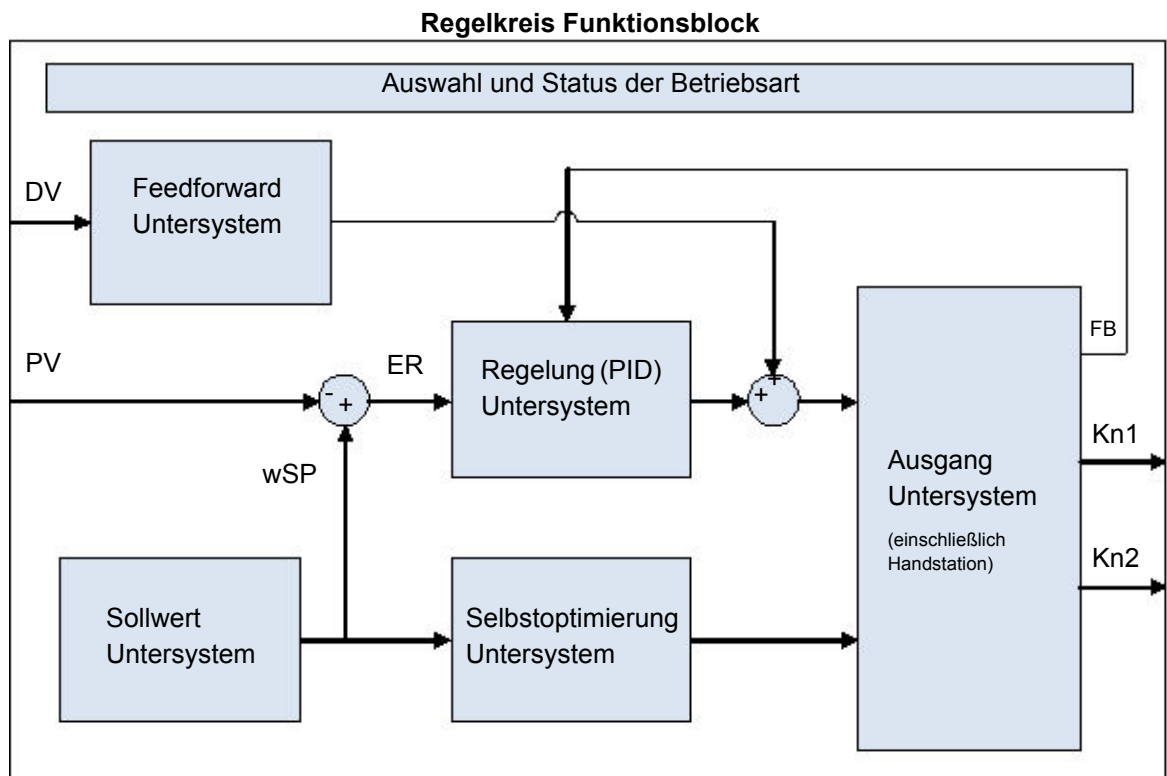 Regelkreis Funktionsblock
Auswahl und Status der Betriebsart
DV
Feedforward
Untersystem
PV
-
+
ER
Regelung (PID)
Untersystem
+
+
FB
wSP
Ausgang
Untersystem
(einschließlich
Handstation)
Kn1
Kn2
Sollwert
Untersystem
Selbstoptimierung
Untersystem